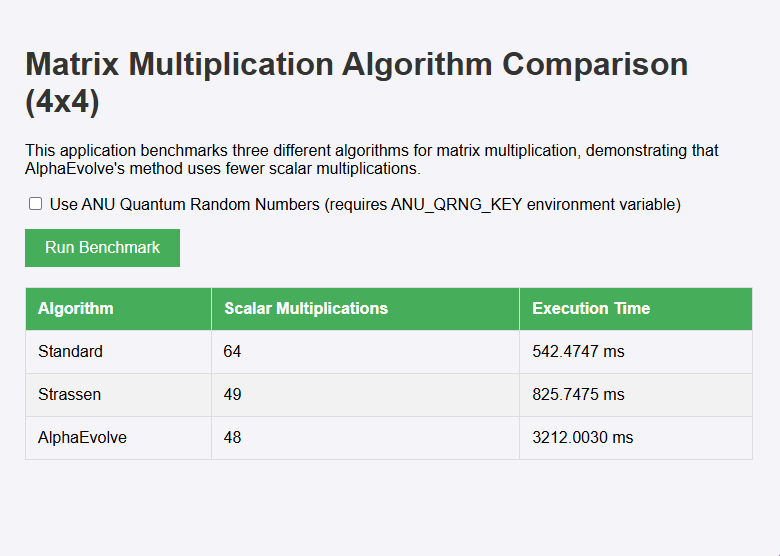 Matrix Multiplication Algorithm Comparison
(4x4)
This application benchmarks three different algorithms for matrix multiplication, demonstrating that
AlphaEvolve's method uses fewer scalar multiplications.
Use ANU Quantum Random Numbers (requires ANU_QRNG_KEY environment variable)
Run Benchmark
Algorithm Scalar Multiplications Execution Time
Standard 64 542.4747 ms
Strassen 49 825.7475 ms
AlphaEvolve 48 3212.0030 ms